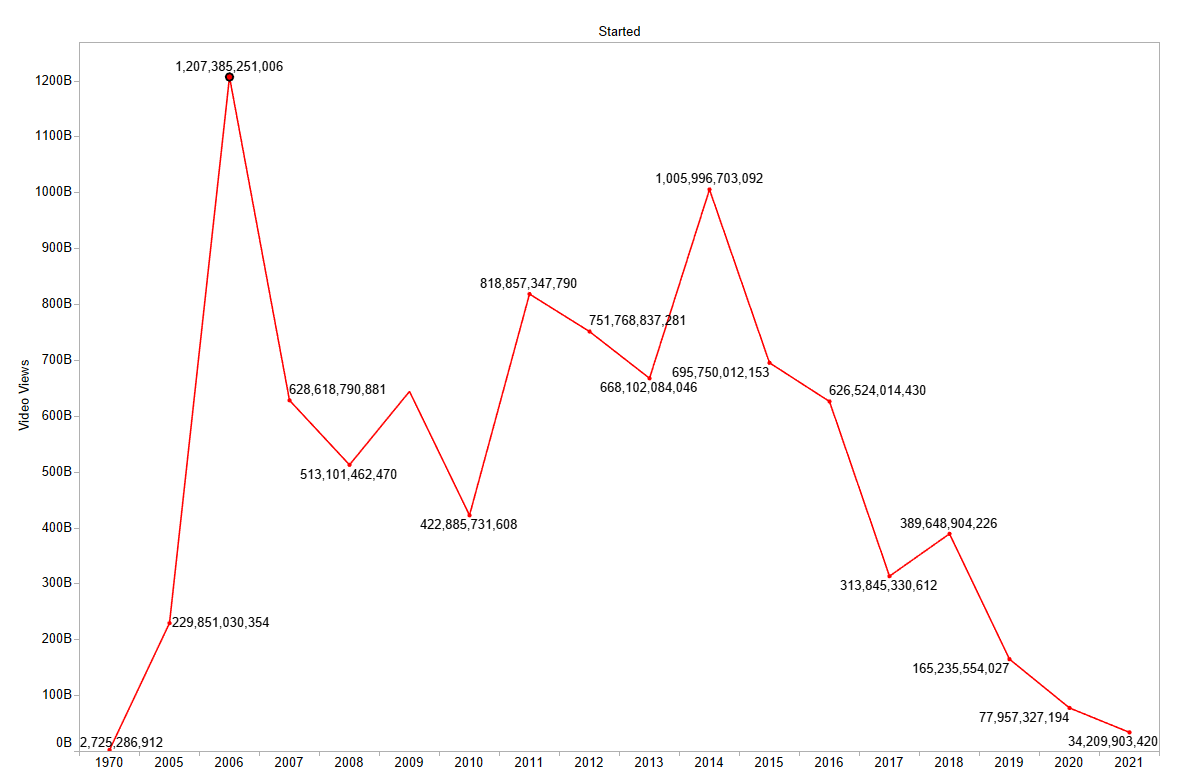 Started
1,207,385,251,006
1200B
1100B
1000B
900B
800B
700B
600B
500B
400B
300B
200B
100B
0B
Video Views
1,005,996,703,092
818,857,347,790
751,768,837,281
695,750,012,153
668,102,084,046
628,618,790,881
626,524,014,430
513,101,462,470
422,885,731,608
389,648,904,226
313,845,330,612
229,851,030,354
165,235,554,027
77,957,327,194
34,209,903,420
2,725,286,912
1970 2005 2006 2007 2008 2009 2010 2011 2012 2013 2014 2015 2016 2017 2018 2019 2020 2021